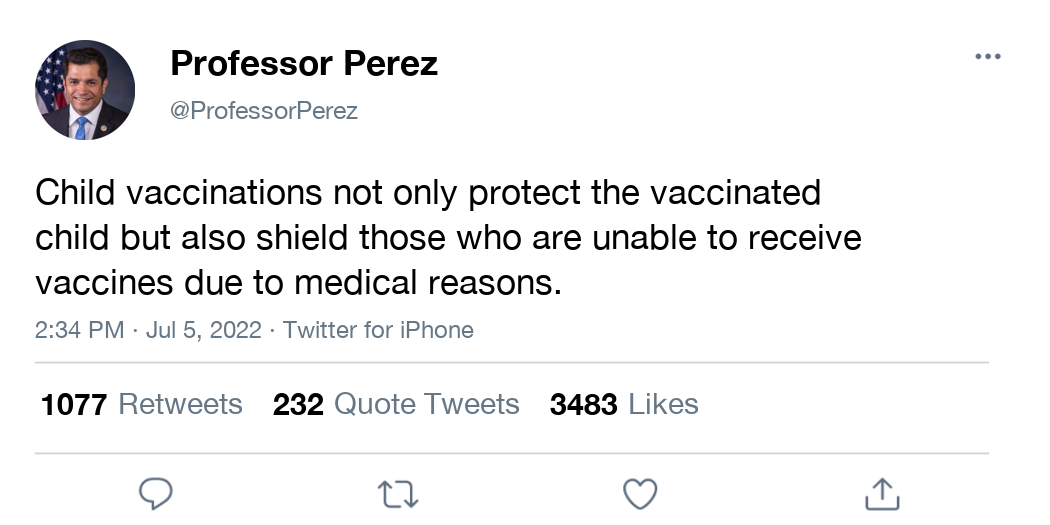 Professor Perez
@ProfessorPerez
Child vaccinations not only protect the vaccinated
child but also shield those who are unable to receive
vaccines due to medical reasons.
2:34 PM · Jul 5, 2022 · Twitter for iPhone
1077 Retweets 232 Quote Tweets 3483 Likes